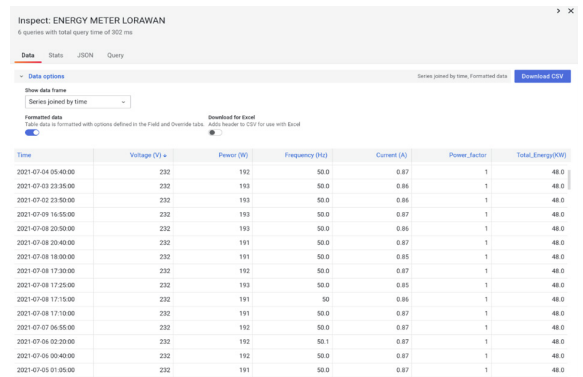 Inspect: ENERGY METER LORAWAN
6 queries with total query time of 302 ms
Data Stats JSON Query
Data options Series joined by time, Formatted data Download CSV
Show data frame
Series joined by time
Formatted data Download for Excel
Table data is formatted with options defined in the Field and Override tabs. Adds header to CSV for use with Excel
Time Voltage (V) Pewor (W) Frequency (Hz) Current (A) Power_factor Total_Energy(KW)
2021-07-04 05:40:00 232 192 50.0 0.87 1 48.0
2021-07-03 23:35:00 232 193 50.0 0.86 1 48.0
2021-07-02 23:50:00 232 193 50.0 0.86 1 48.0
2021-07-09 16:55:00 232 193 50.0 0.87 1 48.0
2021-07-08 20:50:00 232 193 50.0 0.86 1 48.0
2021-07-08 20:40:00 232 191 50.0 0.87 1 48.0
2021-07-08 18:00:00 232 191 50.0 0.85 1 48.0
2021-07-08 17:30:00 232 192 50.0 0.87 1 48.0
2021-07-08 17:25:00 232 193 50.0 0.85 1 48.0
2021-07-08 17:15:00 232 191 50 0.86 1 48.0
2021-07-08 17:10:00 232 191 50.0 0.87 1 48.0
2021-07-07 06:55:00 232 192 50.0 0.87 1 48.0
2021-07-06 02:20:00 232 192 50.1 0.87 1 48.0
2021-07-06 00:40:00 232 192 50.0 0.87 1 48.0
2021-07-05 01:05:00 232 191 50.0 0.87 1 48.0